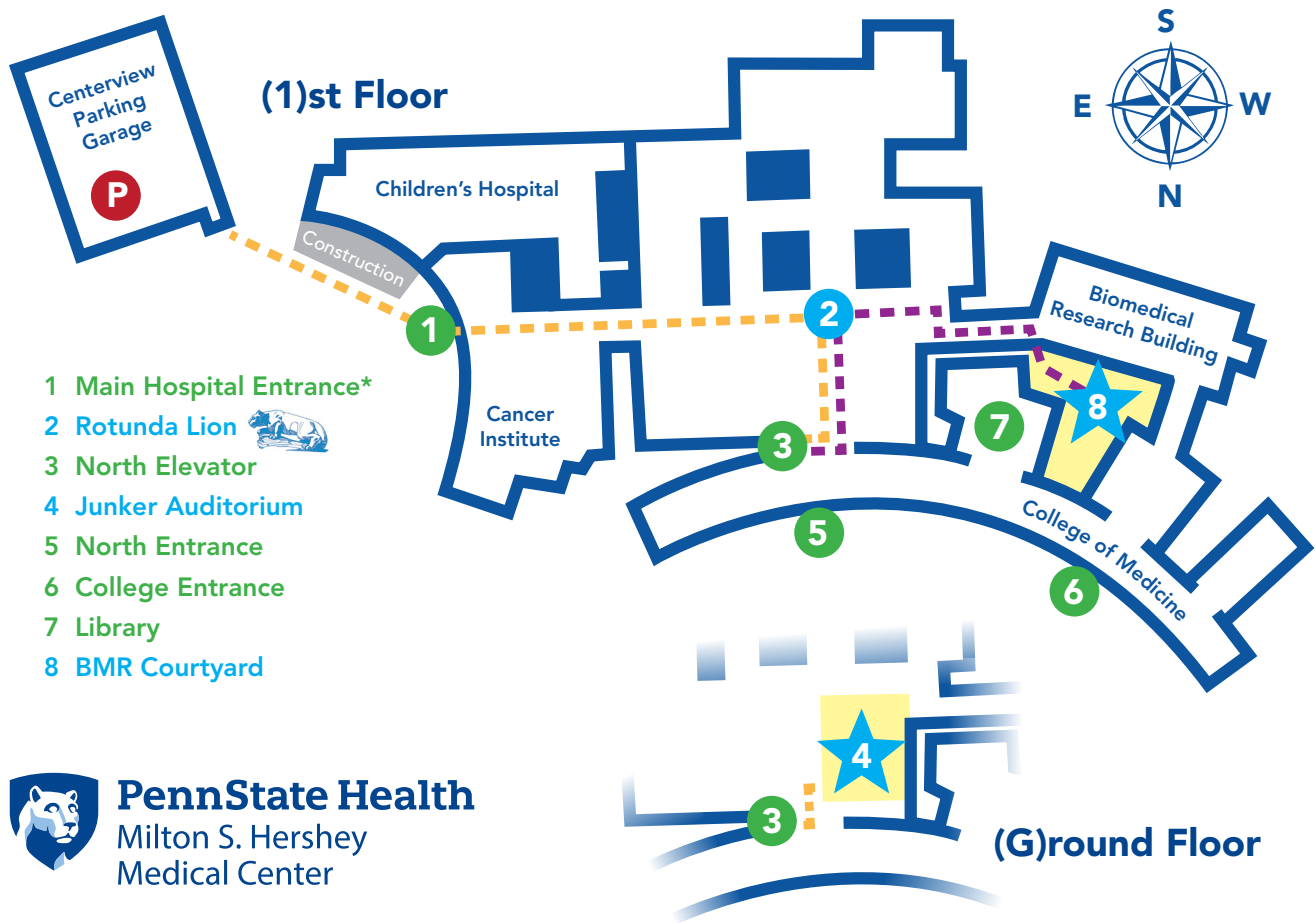 (1)st Floor
Centerview
Parking
Garage
P
Children's Hospital
Construction
S
E
W
N
Biomedical
Research Building
1
2
3
5
6
7
8
Cancer
Institute
College of Medicine
1 Main Hospital Entrance*
2 Rotunda Lion
3 North Elevator
4 Junker Auditorium
5 North Entrance
6 College Entrance
7 Library
8 BMR Courtyard
4
3
(G)round Floor
PennState Health
Milton S. Hershey
Medical Center